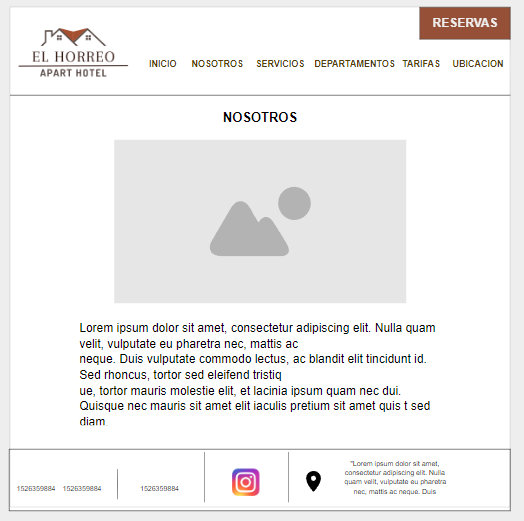 RESERVAS
EL HORREO
APART HOTEL
INICIO NOSOTROS SERVICIOS DEPARTAMENTOS TARIFAS UBICACION
NOSOTROS
Lorem ipsum dolor sit amet, consectetur adipiscing elit. Nulla quam
velit, vulputate eu pharetra nec, mattis ac
neque. Duis vulputate commodo lectus, ac blandit elit tincidunt id.
Sed rhoncus, tortor sed eleifend tristiq
ue, tortor mauris molestie elit, et lacinia ipsum quam nec dui.
Quisque nec mauris sit amet elit iaculis pretium sit amet quis t sed
diam.
1526359884 1526359884 1526359884
"Lorem ipsum dolor sit amet,
consectetur adipiscing elit. Nulla
quam velit, vulputate eu pharetra
nec, mattis ac neque. Duis